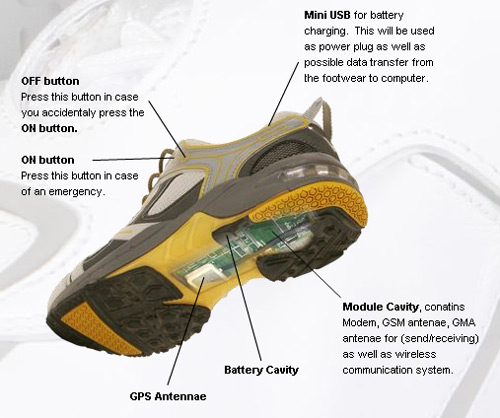 Mini USB for battery
charging. This will be used
as power plug as well as
possible data transfer from
the footwear to computer.
OFF button
Press this button in case
you accidentaly press the
ON button.
ON button
Press this button in case
of an emergency.
Module Cavity, conatins
Modem, GSM antenae, GMA
antenae for (send/receiving)
as well as wireless
communication system.
Battery Cavity
GPS Antennae